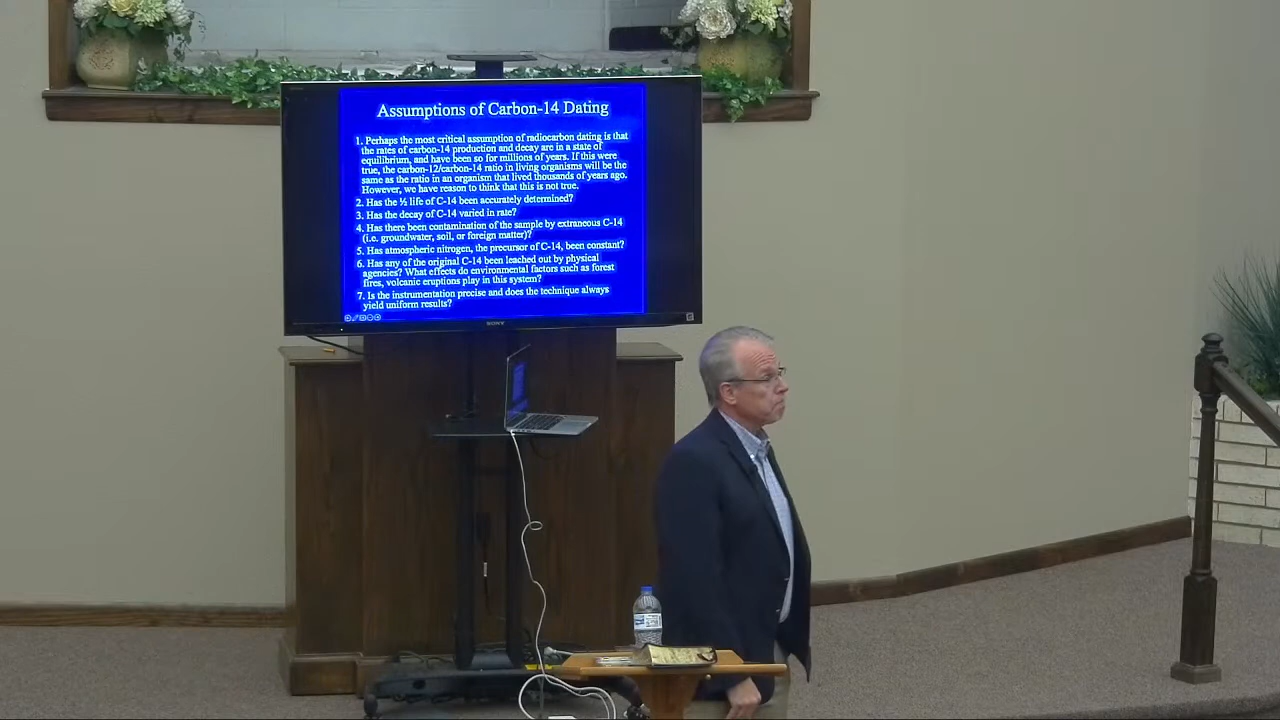 Assumptions of Carbon-14 Dating
1. Perhaps the most critical assumption of radiocarbon dating is that
the rates of carbon-14 production and decay are in a state of
equilibrium, and have been so for millions of years. If this were
true, the carbon-12/carbon-14 ratio in living organisms will be the
same as the ratio in an organism that lived thousands of years ago.
However, we have reason to think that this is not true.
2. Has the ½ life of C-14 been accurately determined?
3. Has the decay of C-14 varied in rate?
4. Has there been contamination of the sample by extraneous C-14
(i.e. groundwater, soil, or foreign matter)?
5. Has atmospheric nitrogen, the precursor of C-14, been constant?
6. Has any of the original C-14 been leached out by physical
agencies? What effects do environmental factors such as forest
fires, volcanic eruptions play in this system?
7. Is the instrumentation precise and does the technique always
yield uniform results?
SONY